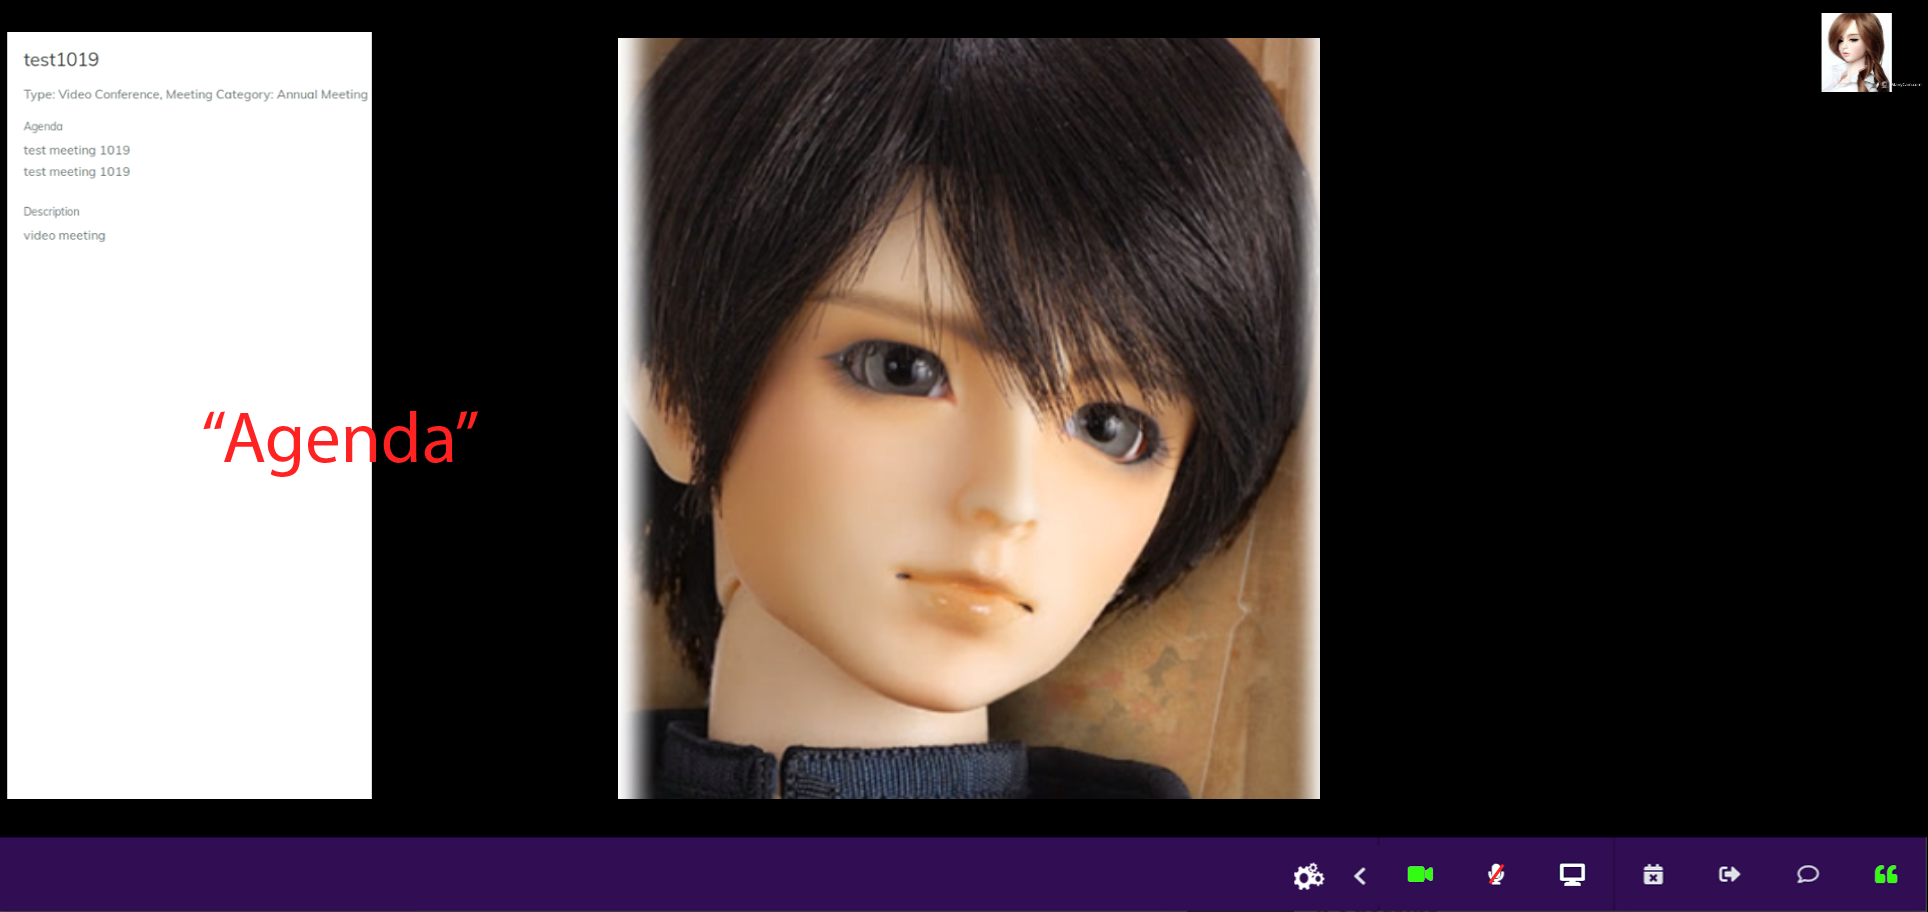 test1019
Type: Video Conference, Meeting Category: Annual Meeting
Agenda
test meeting 1019
test meeting 1019
Description
video meeting
“Agenda”